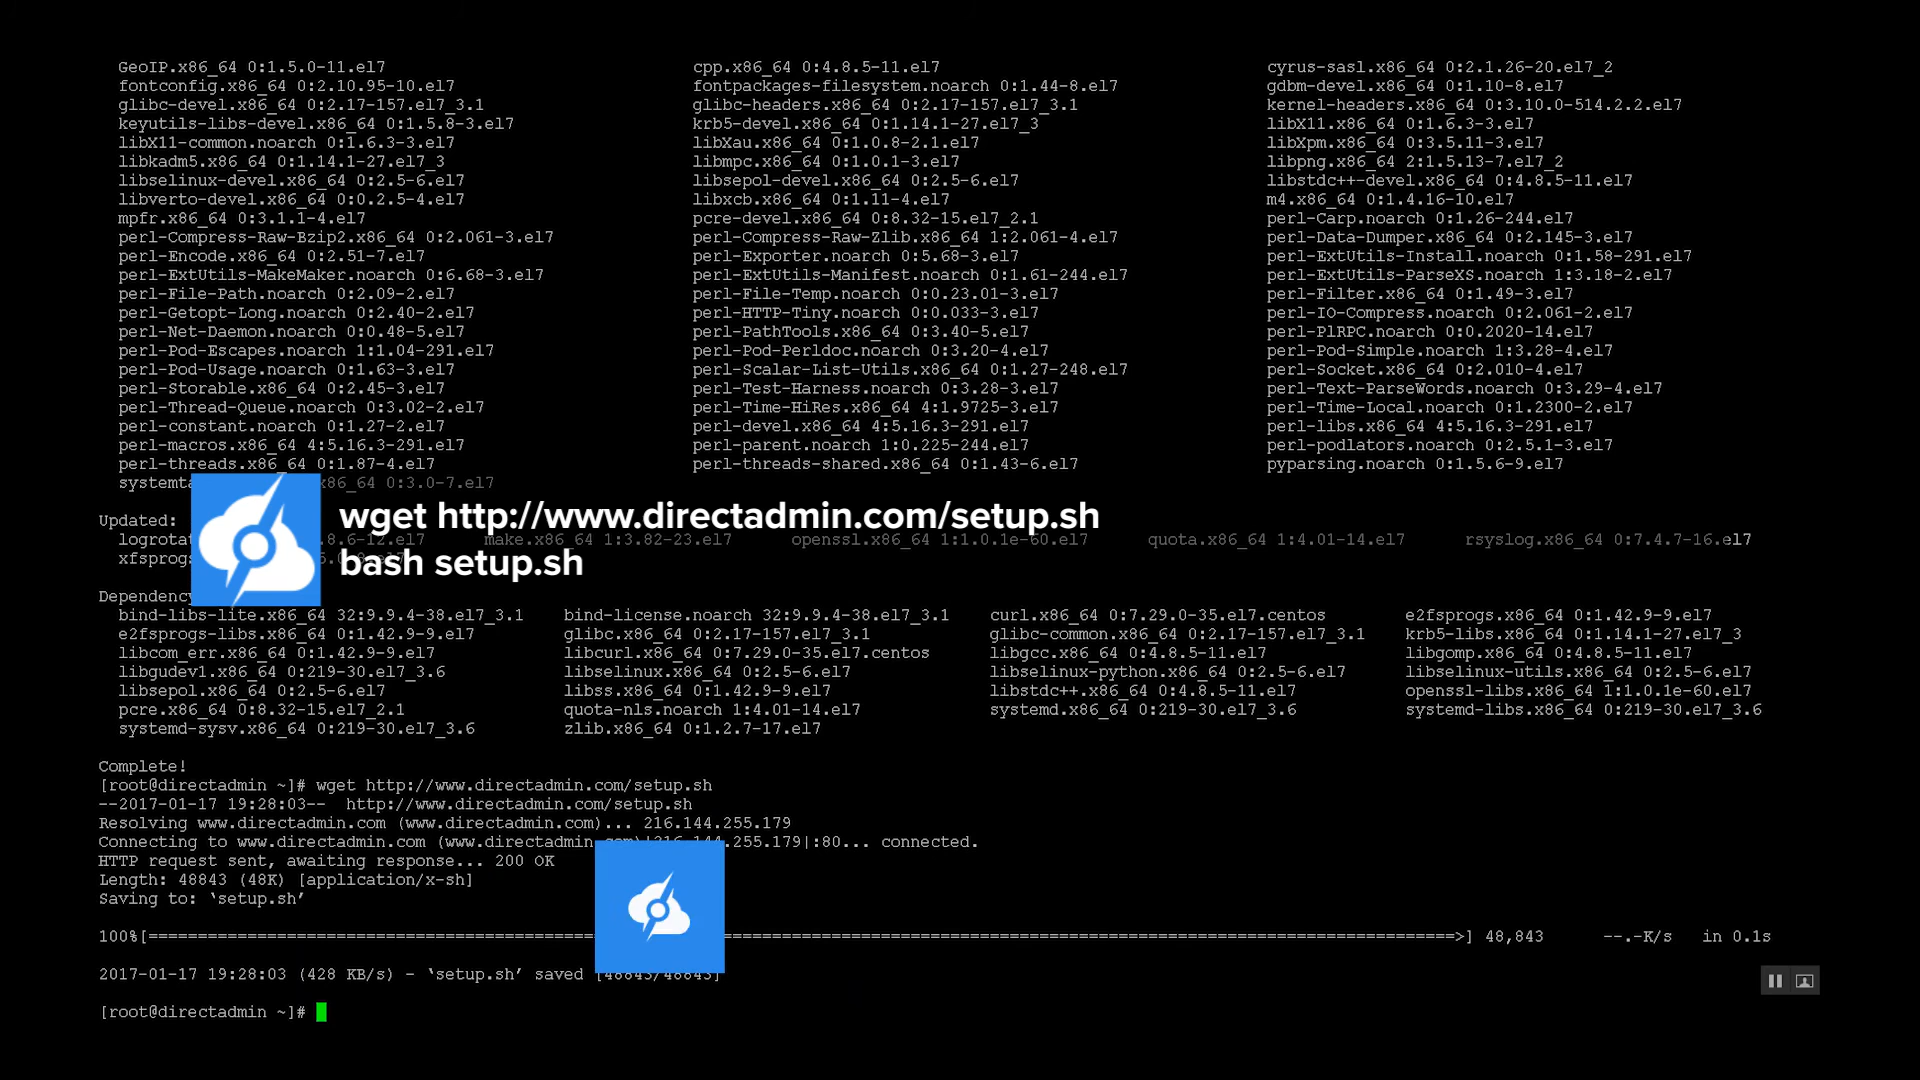 GeoIP.x86_64 0:1.5.0-11.el7 cpp.x86_64 0:4.8.5-11.el7 cyrus-sasl.x86_64 0:2.1.26-20.el7_2
fontconfig.x86_64 0:2.10.95-10.el7 fontpackages-filesystem.noarch 0:1.44-8.el7 gdbm-devel.x86_64 0:1.10-8.el7
glibc-devel.x86_64 0:2.17-157.el7_3.1 glibc-headers.x86_64 0:2.17-157.el7_3.1 kernel-headers.x86_64 0:3.10.0-514.2.2.el7
keyutils-libs-devel.x86_64 0:1.5.8-3.el7 krb5-devel.x86_64 0:1.14.1-27.el7_3 libX11.x86_64 0:1.6.3-3.el7
libX11-common.noarch 0:1.6.3-3.el7 libXau.x86_64 0:1.0.8-2.1.el7 libXpm.x86_64 0:3.5.11-3.el7
libkadm5.x86_64 0:1.14.1-27.el7_3 libmpc.x86_64 0:1.0.1-3.el7 libpng.x86_64 2:1.5.13-7.el7_2
libselinux-devel.x86_64 0:2.5-6.el7 libsepol-devel.x86_64 0:2.5-6.el7 libstdc++-devel.x86_64 0:4.8.5-11.el7
libverto-devel.x86_64 0:0.2.5-4.el7 libxcb.x86_64 0:1.11-4.el7 m4.x86_64 0:1.4.16-10.el7
mpfr.x86_64 0:3.1.1-4.el7 pcre-devel.x86_64 0:8.32-15.el7_2.1 perl-Carp.noarch 0:1.26-244.el7
perl-Compress-Raw-Bzip2.x86_64 0:2.061-3.el7 perl-Compress-Raw-Zlib.x86_64 1:2.061-4.el7 perl-Data-Dumper.x86_64 0:2.145-3.el7
perl-Encode.x86_64 0:2.51-7.el7 perl-Exporter.noarch 0:5.68-3.el7 perl-ExtUtils-Install.noarch 0:1.58-291.el7
perl-ExtUtils-MakeMaker.noarch 0:6.68-3.el7 perl-ExtUtils-Manifest.noarch 0:1.61-244.el7 perl-ExtUtils-ParseXS.noarch 1:3.18-2.el7
perl-File-Path.noarch 0:2.09-2.el7 perl-File-Temp.noarch 0:0.23.01-3.el7 perl-Filter.x86_64 0:1.49-3.el7
perl-Getopt-Long.noarch 0:2.40-2.el7 perl-HTTP-Tiny.noarch 0:0.033-3.el7 perl-IO-Compress.noarch 0:2.061-2.el7
perl-Net-Daemon.noarch 0:0.48-5.el7 perl-PathTools.x86_64 0:3.40-5.el7 perl-PlRPC.noarch 0:0.2020-14.el7
perl-Pod-Escapes.noarch 1:1.04-291.el7 perl-Pod-Perldoc.noarch 0:3.20-4.el7 perl-Pod-Simple.noarch 1:3.28-4.el7
perl-Pod-Usage.noarch 0:1.63-3.el7 perl-Scalar-List-Utils.x86_64 0:1.27-248.el7 perl-Socket.x86_64 0:2.010-4.el7
perl-Storable.x86_64 0:2.45-3.el7 perl-Test-Harness.noarch 0:3.28-3.el7 perl-Text-ParseWords.noarch 0:3.29-4.el7
perl-Thread-Queue.noarch 0:3.02-2.el7 perl-Time-HiRes.x86_64 4:1.9725-3.el7 perl-Time-Local.noarch 0:1.2300-2.el7
perl-constant.noarch 0:1.27-2.el7 perl-devel.x86_64 4:5.16.3-291.el7 perl-libs.x86_64 4:5.16.3-291.el7
perl-macros.x86_64 4:5.16.3-291.el7 perl-parent.noarch 1:0.225-244.el7 perl-podlators.noarch 0:2.5.1-3.el7
perl-threads.x86_64 0:1.87-4.el7 perl-threads-shared.x86_64 0:1.43-6.el7 pyparsing.noarch 0:1.5.6-9.el7
0:3.0-7.el7
wget http://www.directadmin.com/setup.sh
bash setup.sh
Updated:
make.x86_64 1:3.82-23.el7 openssl.x86_64 1:1.0.1e-60.el7 quota.x86_64 1:4.01-14.el7 rsyslog.x86_64 0:7.4.7-16.el7
bind-libs-lite.x86_64 32:9.9.4-38.el7_3.1 bind-license.noarch 32:9.9.4-38.el7_3.1 curl.x86_64 0:7.29.0-35.el7.centos e2fsprogs.x86_64 0:1.42.9-9.el7
e2fsprogs-libs.x86_64 0:1.42.9-9.el7 glibc.x86_64 0:2.17-157.el7_3.1 glibc-common.x86_64 0:2.17-157.el7_3.1 krb5-libs.x86_64 0:1.14.1-27.el7_3
libcom_err.x86_64 0:1.42.9-9.el7 libcurl.x86_64 0:7.29.0-35.el7.centos libgcc.x86_64 0:4.8.5-11.el7 libgomp.x86_64 0:4.8.5-11.el7
libgudev1.x86_64 0:219-30.el7_3.6 libselinux.x86_64 0:2.5-6.el7 libselinux-python.x86_64 0:2.5-6.el7 libselinux-utils.x86_64 0:2.5-6.el7
libsepol.x86_64 0:2.5-6.el7 libss.x86_64 0:1.42.9-9.el7 libstdc++.x86_64 0:4.8.5-11.el7 openssl-libs.x86_64 1:1.0.1e-60.el7
pcre.x86_64 0:8.32-15.el7_2.1 quota-nls.noarch 1:4.01-14.el7 systemd.x86_64 0:219-30.el7_3.6 systemd-libs.x86_64 0:219-30.el7_3.6
systemd-sysv.x86_64 0:219-30.el7_3.6 zlib.x86_64 0:1.2.7-17.el7
Complete!
[root@directadmin ~]# wget http://www.directadmin.com/setup.sh
--2017-01-17 19:28:03-- http://www.directadmin.com/setup.sh
Resolving www.directadmin.com (www.directadmin.com)... 216.144.255.179
Connecting to www.directadmin.com (www.directadmin.com)|216.144.255.179|:80... connected.
HTTP request sent, awaiting response... 200 OK
Length: 48843 (48K) [application/x-sh]
Saving to: ‘setup.sh’
100%[======================================>] 48,843 --.-K/s in 0.1s
2017-01-17 19:28:03 (428 KB/s) - ‘setup.sh’ saved [48843/48843]
[root@directadmin ~]#